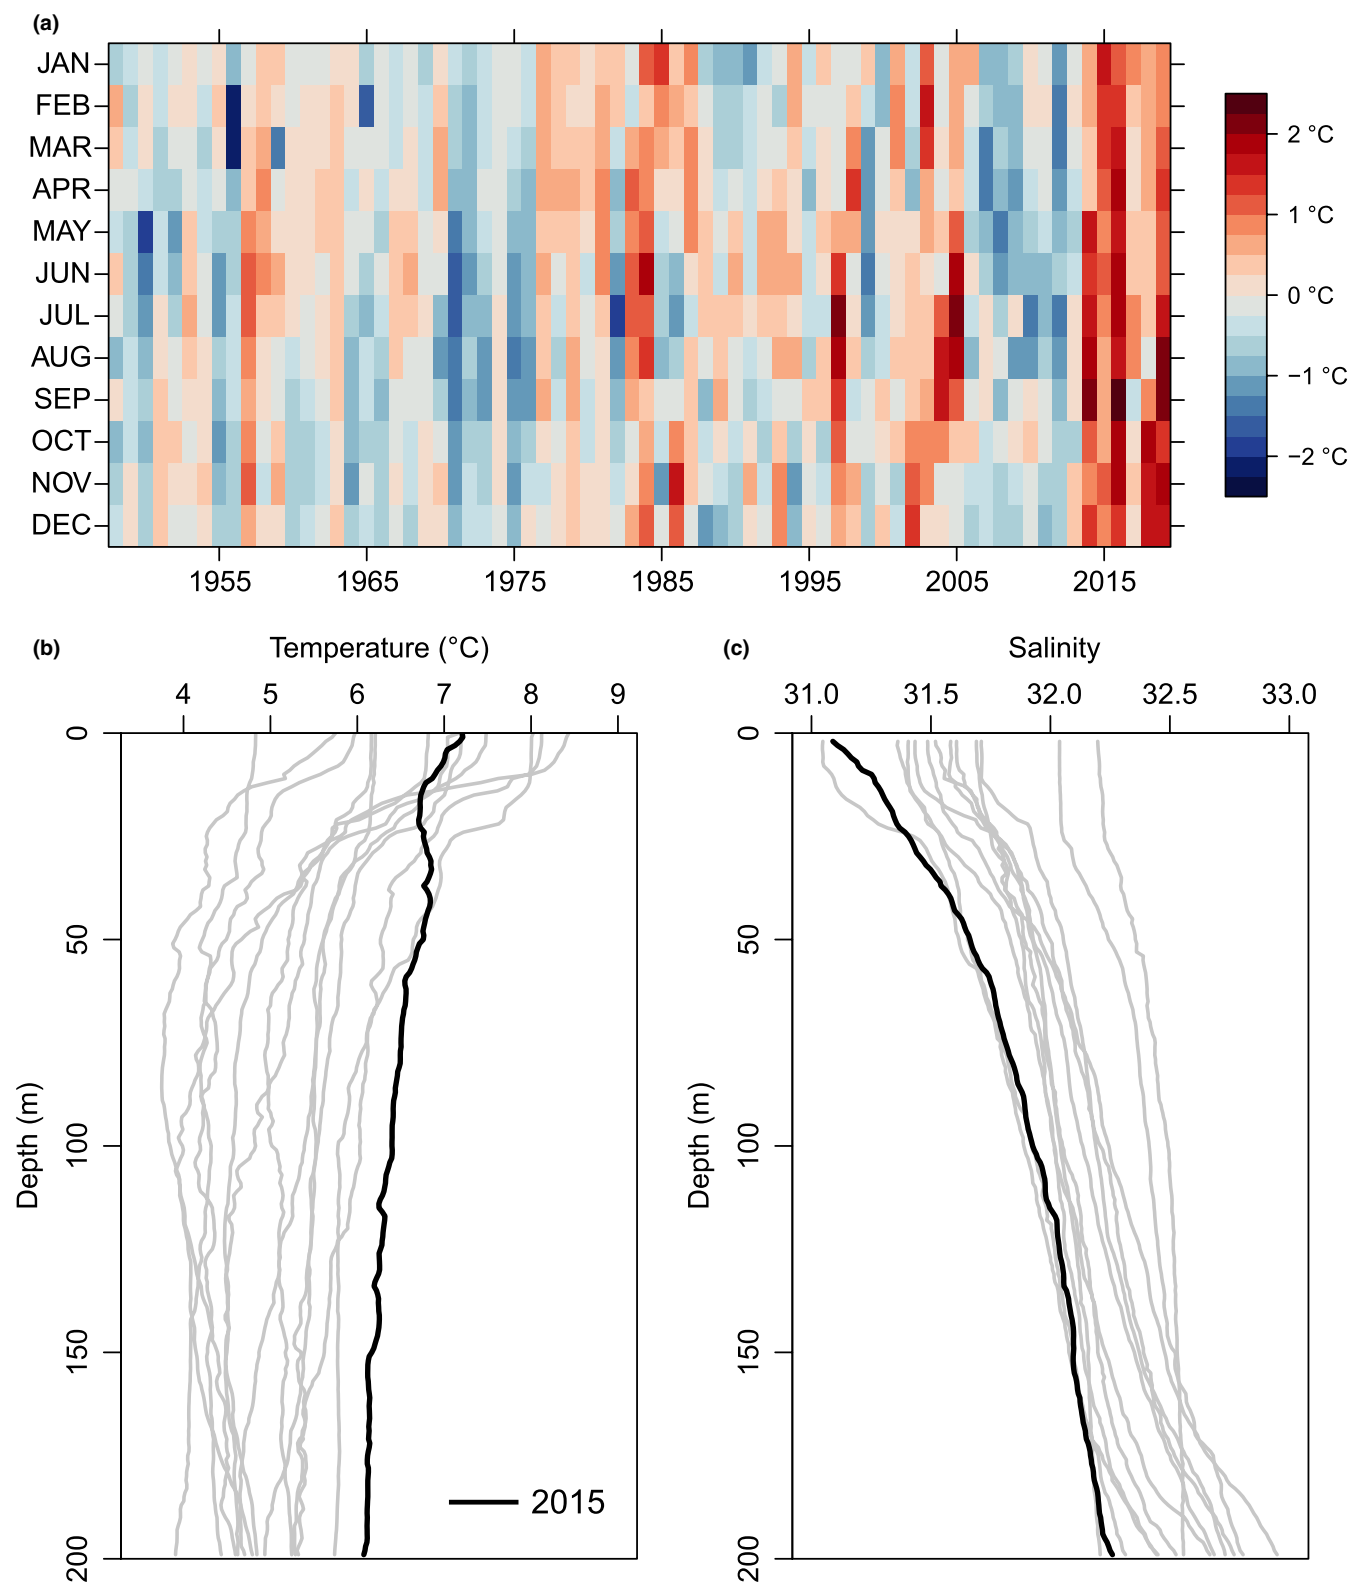 (a)
JAN
FEB
MAR
APR
MAY
JUN
JUL
AUG
SEP
OCT
NOV
DEC
1955 1965 1975 1985 1995 2005 2015
2 °C
1 °C
0 °C
−1 °C
−2 °C
(b)
Temperature (°C)
4 5 6 7 8 9
0
50
100
150
200
Depth (m)
2015
(c)
Salinity
31.0 31.5 32.0 32.5 33.0
0
50
100
150
200
Depth (m)